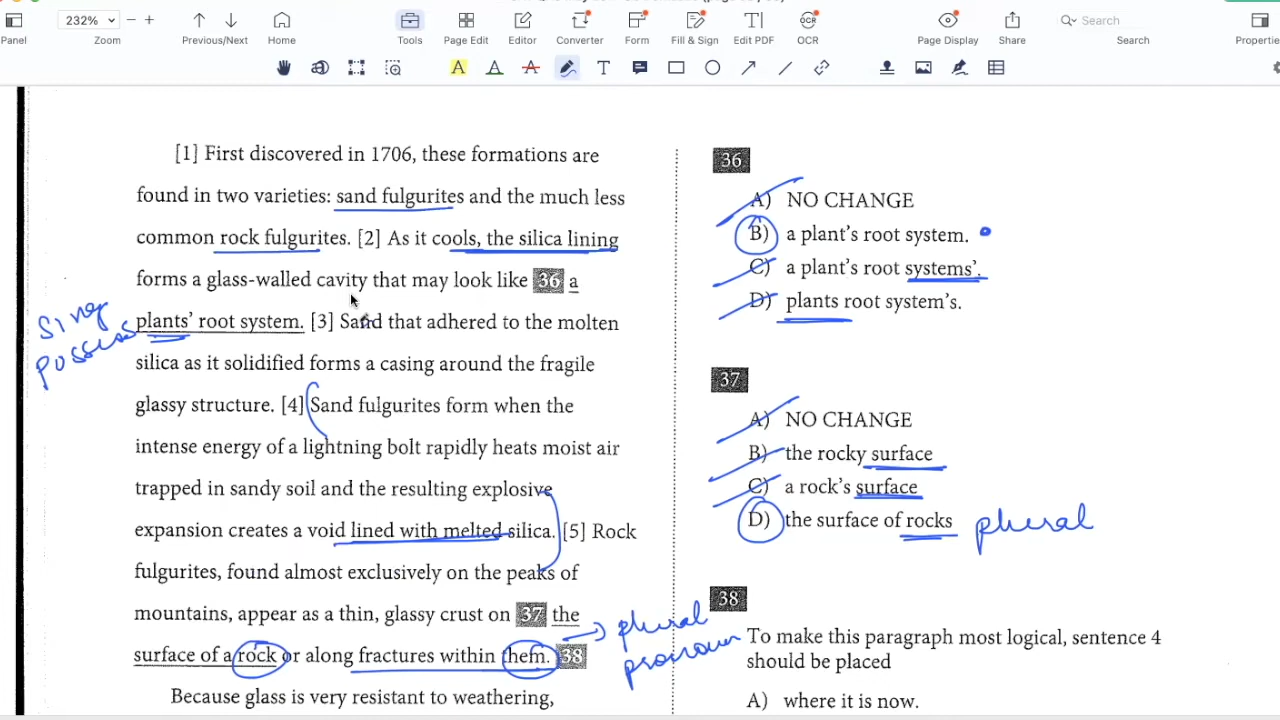 232%
Search
Panel
Zoom
Previous/Next
Home
Tools
Page Edit
Editor
Converter
Form
Fill & Sign
Edit PDF
OCR
Page Display
Share
Search
[1] First discovered in 1706, these formations are
found in two varieties: sand fulgurites and the much less
common rock fulgurites. [2] As it cools, the silica lining
forms a glass-walled cavity that may look like 36 a
plants' root system. [3] Sand that adhered to the molten
silica as it solidified forms a casing around the fragile
glassy structure. [4] Sand fulgurites form when the
intense energy of a lightning bolt rapidly heats moist air
trapped in sandy soil and the resulting explosive
expansion creates a void lined with melted silica. [5] Rock
fulgurites, found almost exclusively on the peaks of
mountains, appear as a thin, glassy crust on 37 the
surface of a rock or along fractures within them. 38
Because glass is very resistant to weathering,
sing
possess
plural
pronoun
36
A) NO CHANGE
B) a plant's root system.
C) a plant's root systems'.
D) plants root system's.
37
A) NO CHANGE
B) the rocky surface
C) a rock's surface
D) the surface of rocks
plural
38
To make this paragraph most logical, sentence 4
should be placed
A) where it is now.